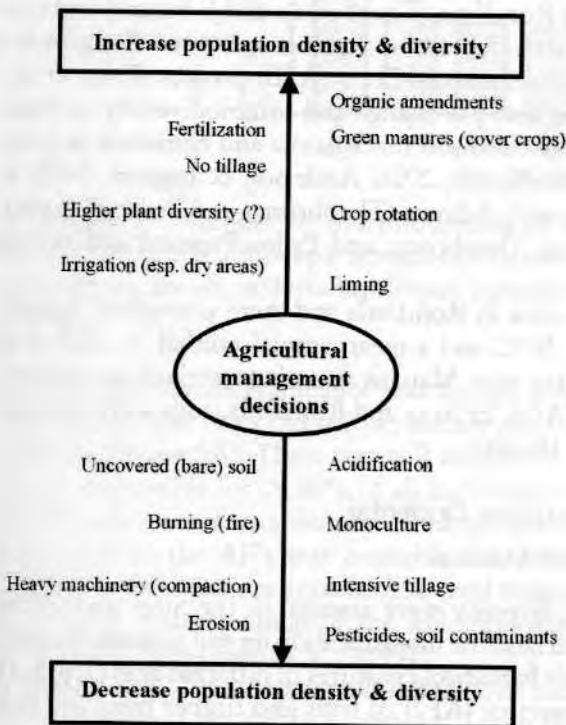 Increase population density & diversity
Organic amendments
Fertilization
Green manures (cover crops)
No tillage
Higher plant diversity (?)
Crop rotation
Irrigation (esp. dry areas)
Liming
Agricultural
management
decisions
Uncovered (bare) soil
Acidification
Burning (fire)
Monoculture
Heavy machinery (compaction)
Intensive tillage
Erosion
Pesticides, soil contaminants
Decrease population density & diversity